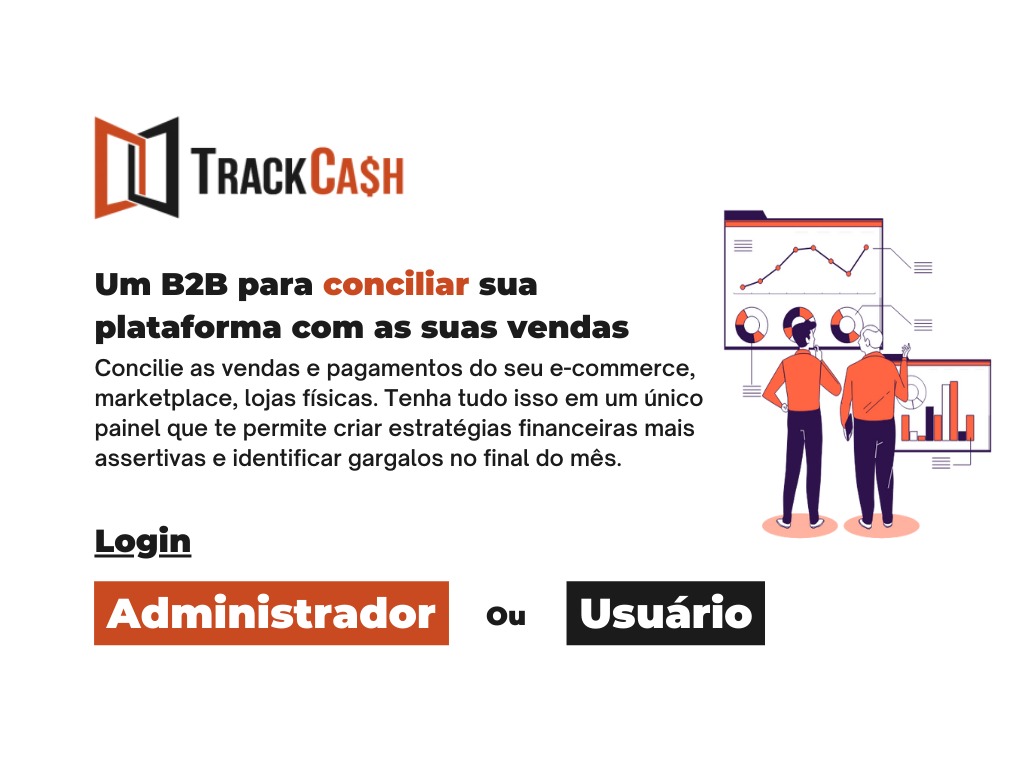 TRACKCA$H
Um B2B para conciliar sua
plataforma com as suas vendas
Concilie as vendas e pagamentos do seu e-commerce,
marketplace, lojas físicas. Tenha tudo isso em um único
painel que te permite criar estratégias financeiras mais
assertivas e identificar gargalos no final do mês.
Login
Administrador Ou Usuário